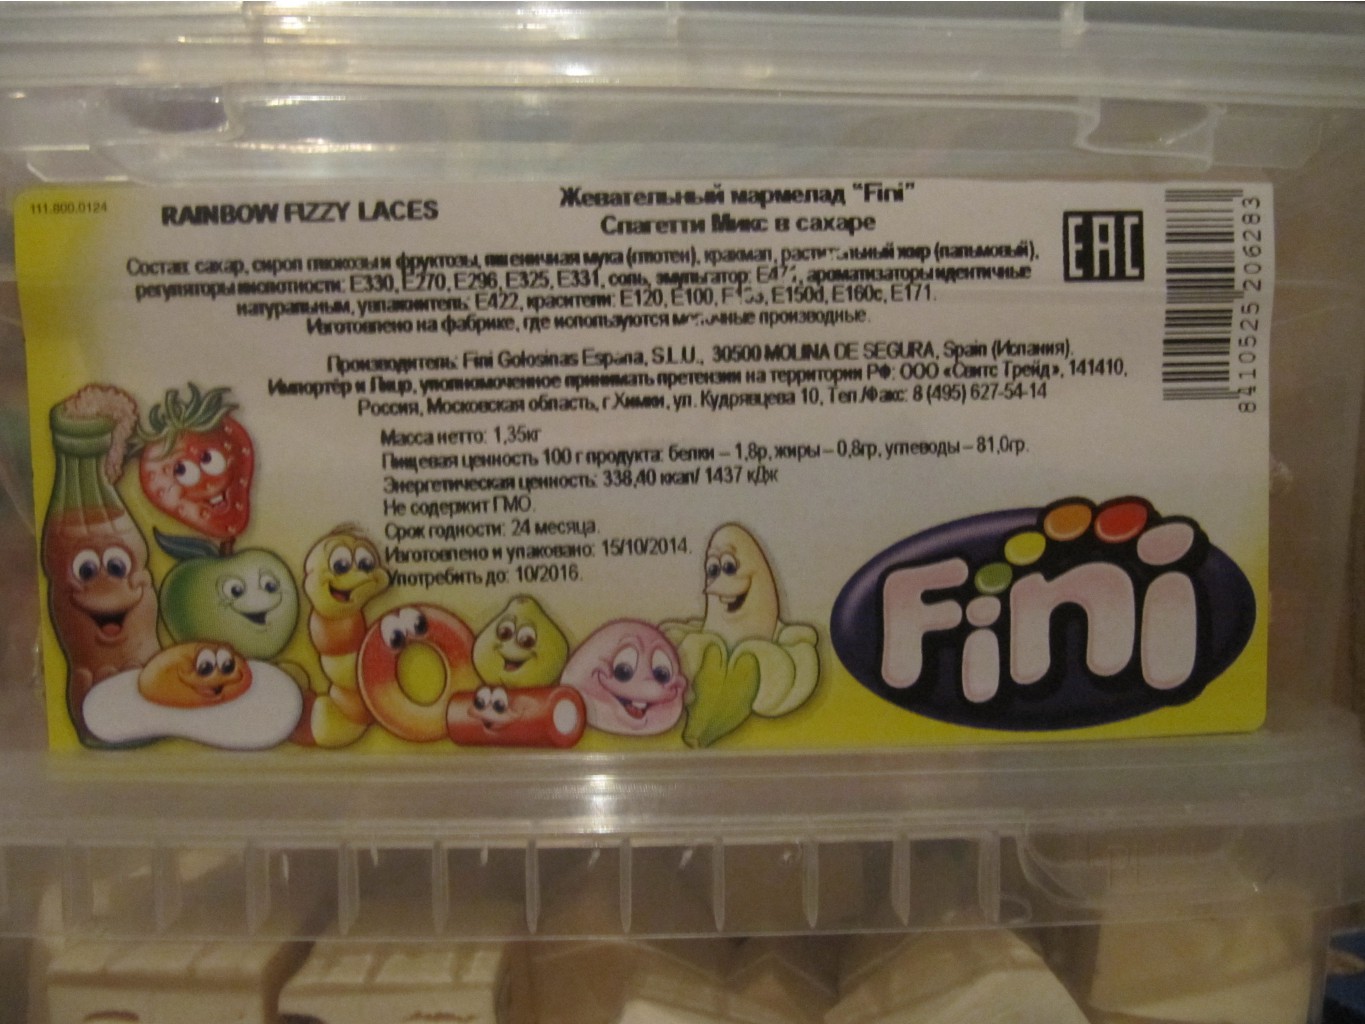 111.800.0124
RAINBOW FIZZY LACES
Жевательный мармелад "Fini"
Спагетти Микс в сахаре
EAC
Состав: сахар, сироп глюкозы и фруктозы, пшеничная мука (глютен), крахмал, растительный жир (пальмовый),
регуляторы кислотности: E330, E270, E296, E325, E331, соль, эмульгатор: ароматизаторы идентичные
натуральным, увлажнитель: E422, красители: E120, E100, E150d, E160c, E171.
Изготовлено на фабрике, где используются молочные производные.
Производитель: Fini Golosinas Espana, S.L.U., 30500 MOLINA DE SEGURA, Spain (Испания).
Импортёр и Лицо, уполномоченное принимать претензии на территории РФ: ООО «Свитс Трейд», 141410,
Россия, Московская область, г.Химки, ул. Кудрявцева 10, Тел./Факс: 8 (495) 627-54-14
Масса нетто: 1,35кг
Пищевая ценность 100 г продукта: белки – 1,8р, жиры – 0,8гр, углеводы – 81,0гр.
Энергетическая ценность: 338,40 ккал/ 1437 кДж
Не содержит ГМО.
Срок годности: 24 месяца.
Изготовлено и упаковано: 15/10/2014.
Употребить до: 10/2016.
8410525206283
Fini